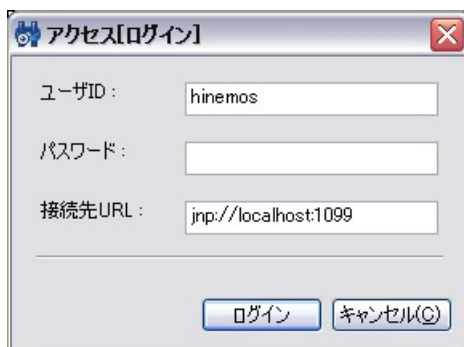 アクセス[ログイン]
ユーザID : hinemos
パスワード :
接続先URL : jnp://localhost:1099
ログイン キャンセル(C)